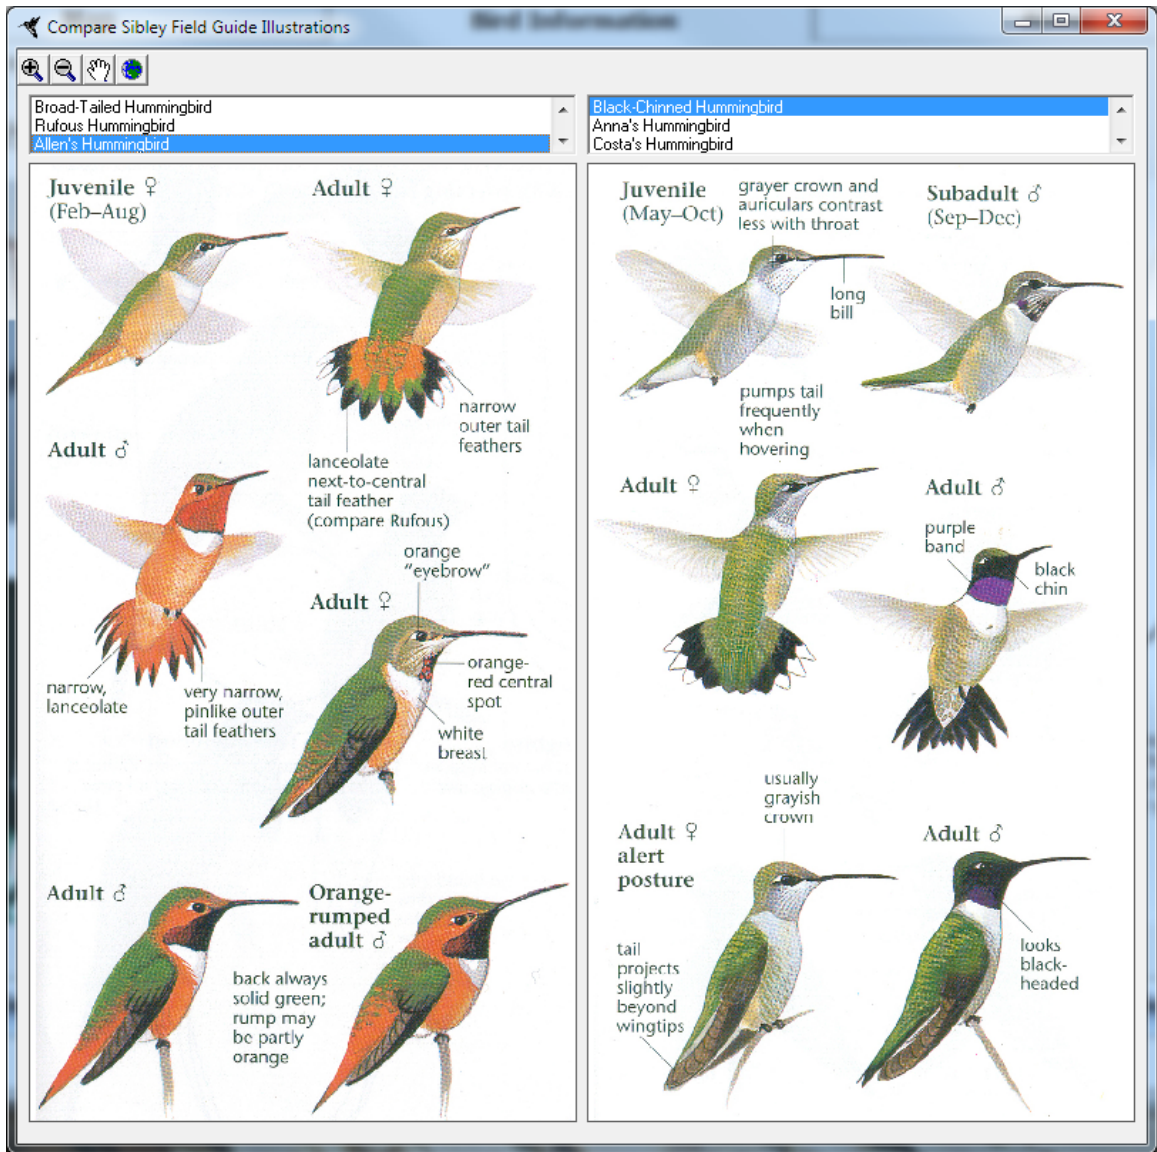 Bird Information
Compare Sibley Field Guide Illustrations
Broad-Tailed Hummingbird
Rufous Hummingbird
Allen's Hummingbird
Black-Chinned Hummingbird
Anna's Hummingbird
Costa's Hummingbird
Juvenile ♀
(Feb–Aug)
Adult ♀
narrow
outer tail
feathers
lanceolate
next-to-central
tail feather
(compare Rufous)
Adult ♂
narrow,
lanceolate
very narrow,
pinlike outer
tail feathers
orange
“eyebrow”
Adult ♀
orange-
red central
spot
white
breast
Adult ♂
back always
solid green;
rump may
be partly
orange
Orange-
rumped
adult ♂
Juvenile
(May–Oct)
grayer crown and
auriculars contrast
less with throat
long
bill
Subadult ♂
(Sep–Dec)
pumps tail
frequently
when
hovering
Adult ♀
Adult ♂
purple
band
black
chin
usually
grayish
crown
Adult ♀
alert
posture
tail
projects
slightly
beyond
wingtips
Adult ♂
looks
black-
headed